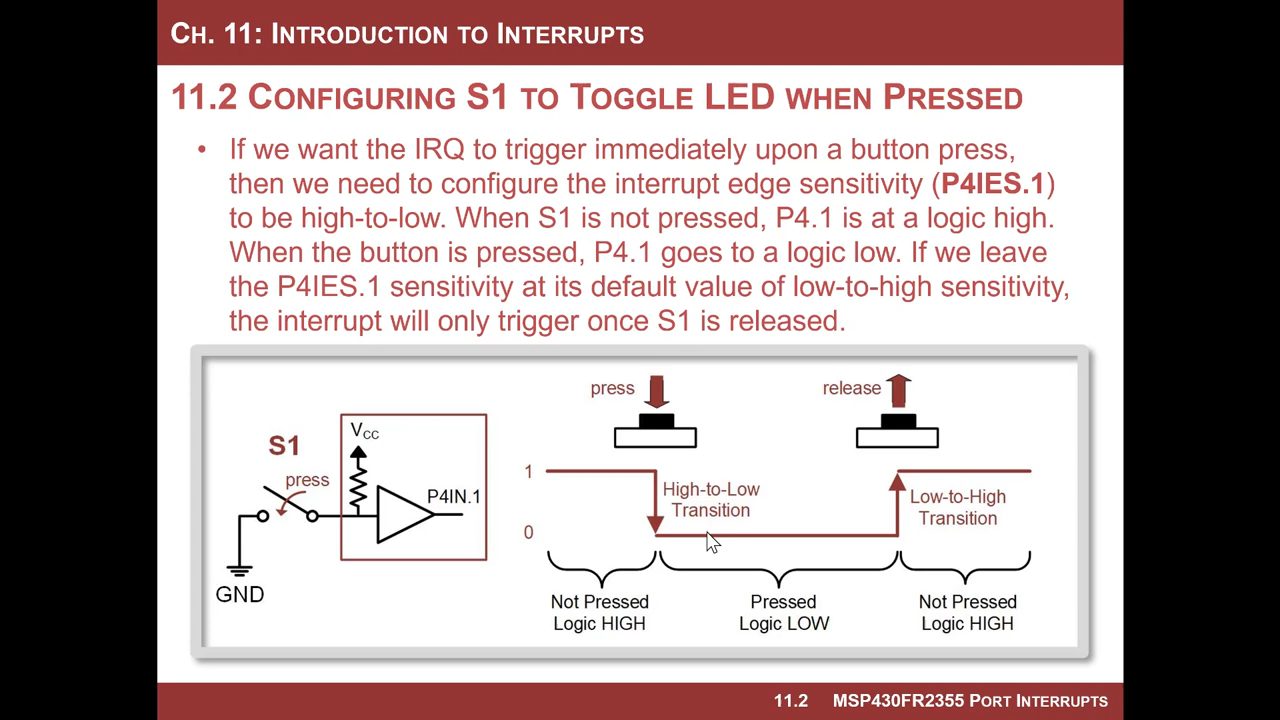 CH. 11: INTRODUCTION TO INTERRUPTS
11.2 CONFIGURING S1 TO TOGGLE LED WHEN PRESSED
• If we want the IRQ to trigger immediately upon a button press,
then we need to configure the interrupt edge sensitivity (P4IES.1)
to be high-to-low. When S1 is not pressed, P4.1 is at a logic high.
When the button is pressed, P4.1 goes to a logic low. If we leave
the P4IES.1 sensitivity at its default value of low-to-high sensitivity,
the interrupt will only trigger once S1 is released.
S1
press
VCC
P4IN.1
GND
press
release
1
0
High-to-Low
Transition
Low-to-High
Transition
Not Pressed
Logic HIGH
Pressed
Logic LOW
Not Pressed
Logic HIGH
11.2 MSP430FR2355 PORT INTERRUPTS